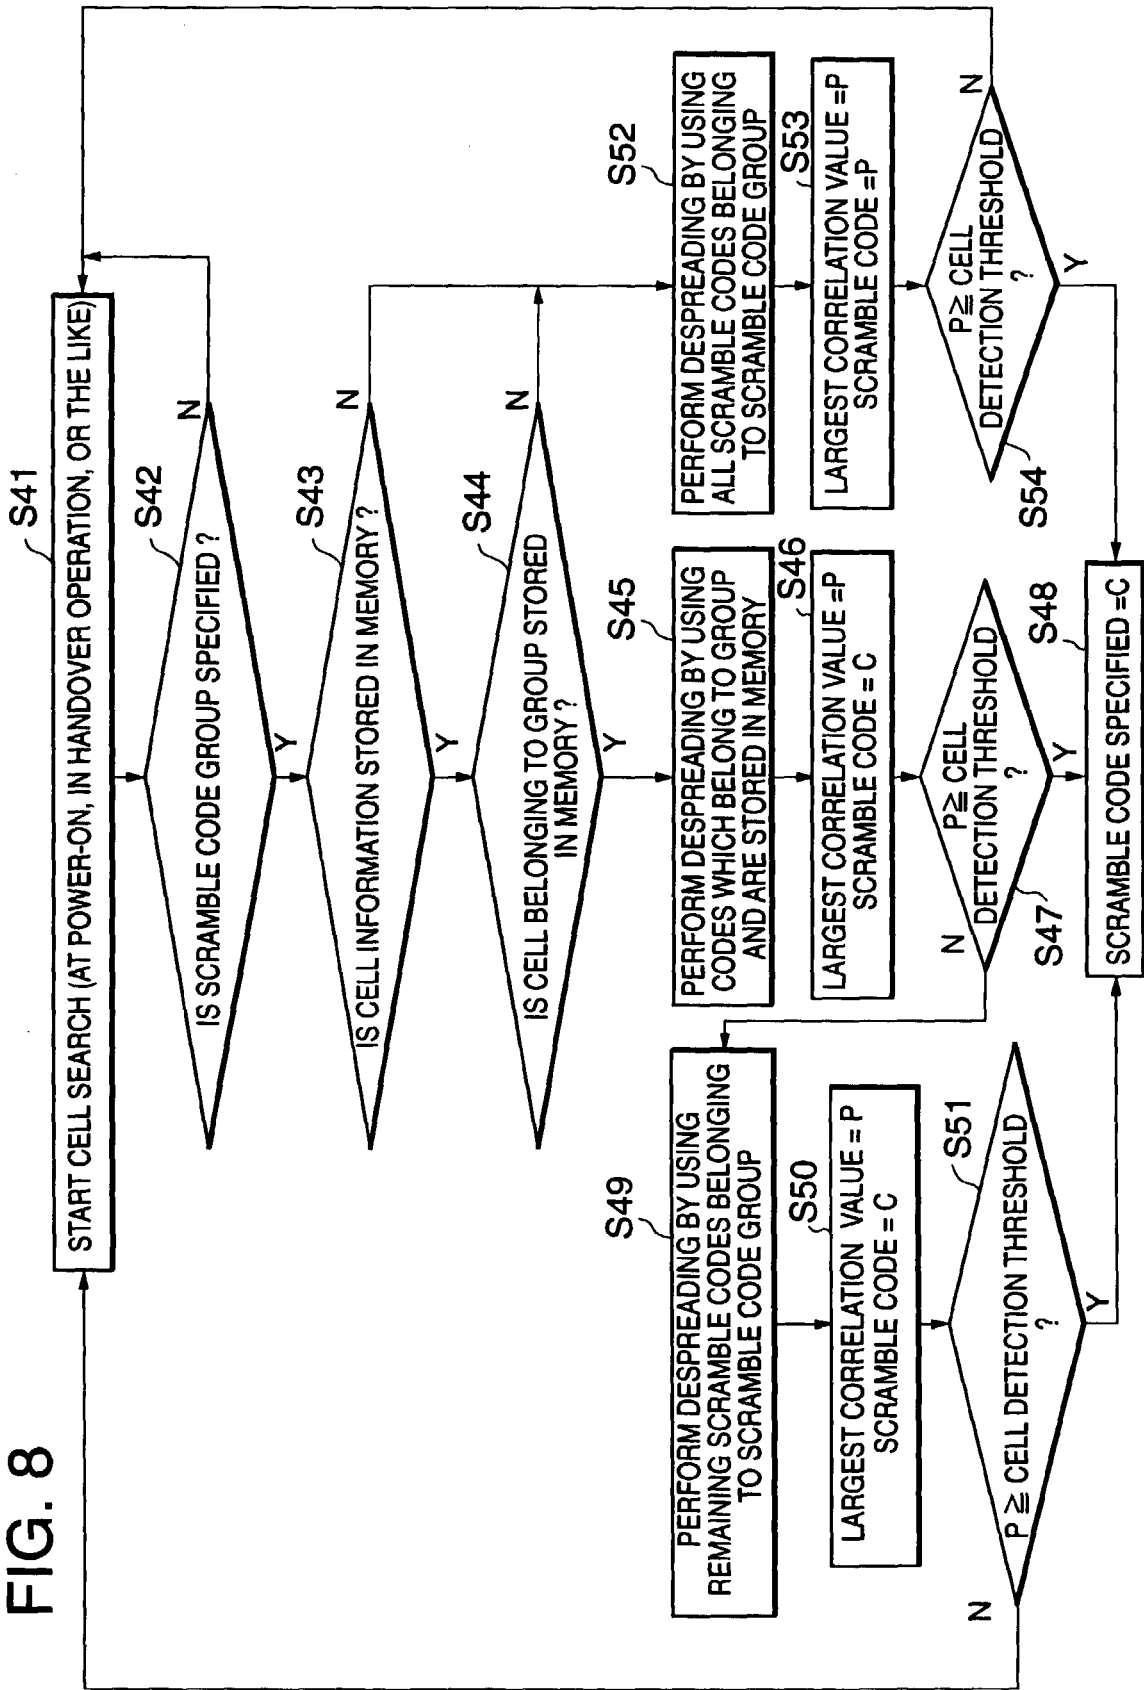 FIG. 8
S41
START CELL SEARCH (AT POWER-ON, IN HANDOVER OPERATION, OR THE LIKE)
S42
IS SCRAMBLE CODE GROUP SPECIFIED ?
N
Y
S43
IS CELL INFORMATION STORED IN MEMORY ?
N
Y
S44
IS CELL BELONGING TO GROUP STORED
IN MEMORY ?
N
Y
S45
PERFORM DESPREADING BY USING
CODES WHICH BELONG TO GROUP
AND ARE STORED IN MEMORY
S46
LARGEST CORRELATION VALUE =P
SCRAMBLE CODE = C
P≧ CELL
DETECTION THRESHOLD
?
S47
N
Y
S48
SCRAMBLE CODE SPECIFIED =C
S49
PERFORM DESPREADING BY USING
REMAINING SCRAMBLE CODES BELONGING
TO SCRAMBLE CODE GROUP
S50
LARGEST CORRELATION VALUE = P
SCRAMBLE CODE = C
S51
P ≧ CELL DETECTION THRESHOLD
?
N
Y
S52
PERFORM DESPREADING BY USING
ALL SCRAMBLE CODES BELONGING
TO SCRAMBLE CODE GROUP
S53
LARGEST CORRELATION VALUE =P
SCRAMBLE CODE =P
P≧ CELL
DETECTION THRESHOLD
?
S54
N
Y